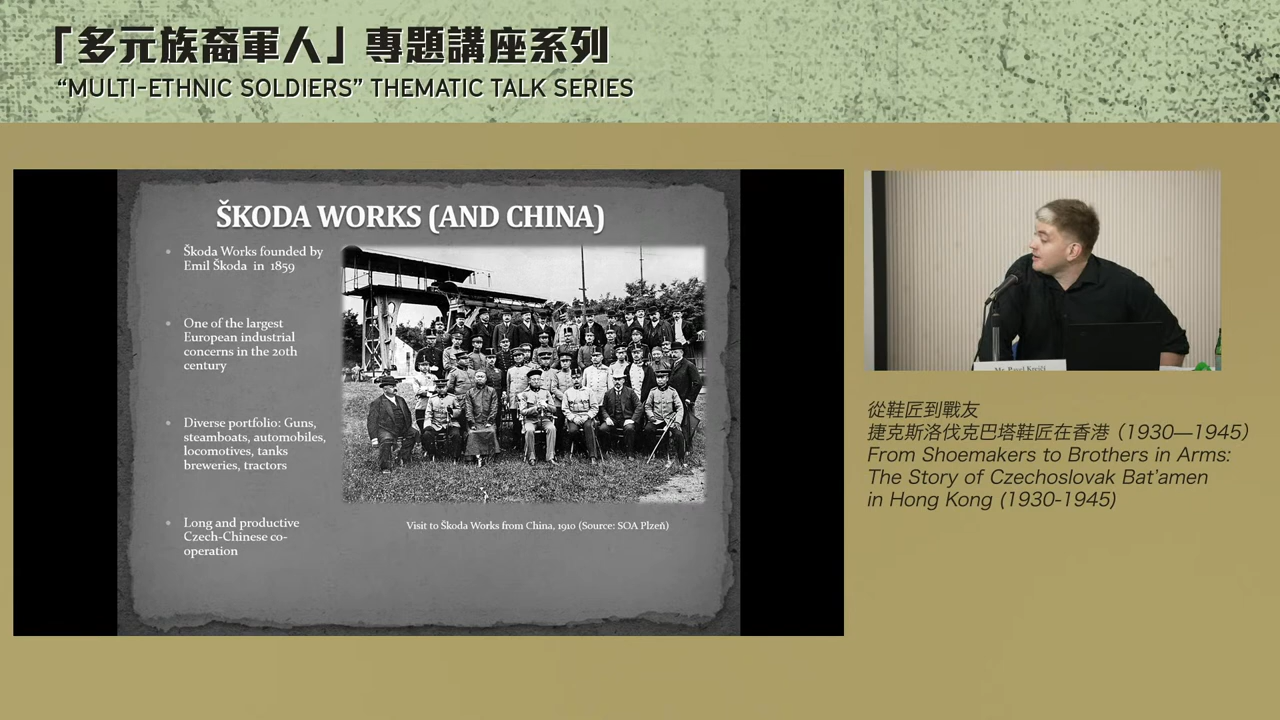 「多元族裔軍人」專題講座系列
“MULTI-ETHNIC SOLDIERS” THEMATIC TALK SERIES
ŠKODA WORKS (AND CHINA)
Škoda Works founded by
Emil Škoda in 1859
One of the largest
European industrial
concerns in the 20th
century
Diverse portfolio: Guns,
steamboats, automobiles,
locomotives, tanks
breweries, tractors
Long and productive
Czech-Chinese co-
operation
Visit to Škoda Works from China, 1910 (Source: SOA Plzeň)
Mr. Pavel
從鞋匠到戰友
捷克斯洛伐克巴塔鞋匠在香港（1930—1945）
From Shoemakers to Brothers in Arms:
The Story of Czechoslovak Bat'amen
in Hong Kong (1930-1945)